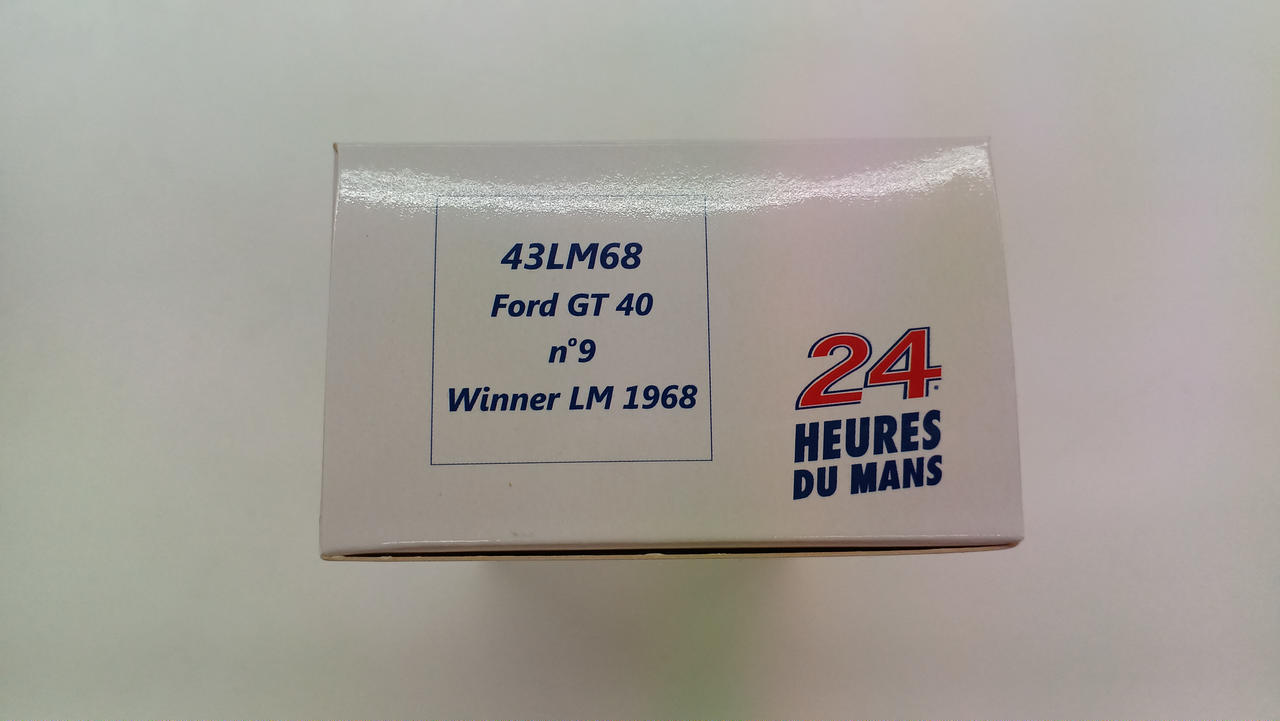 43LM68
Ford GT 40
n°9
Winner LM 1968
24
HEURES
DU MANS